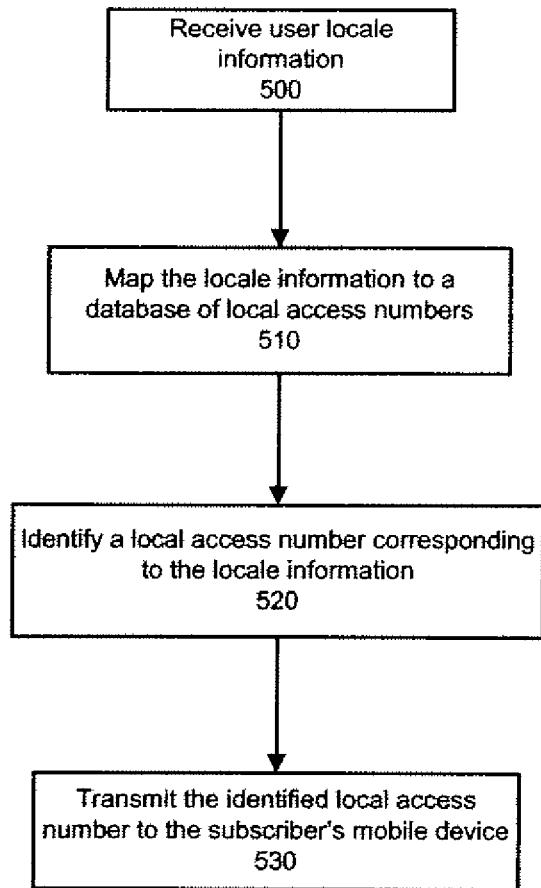 Receive user locale
information
500
Map the locale information to a
database of local access numbers
510
Identify a local access number corresponding
to the locale information
520
Transmit the identified local access
number to the subscriber's mobile device
530